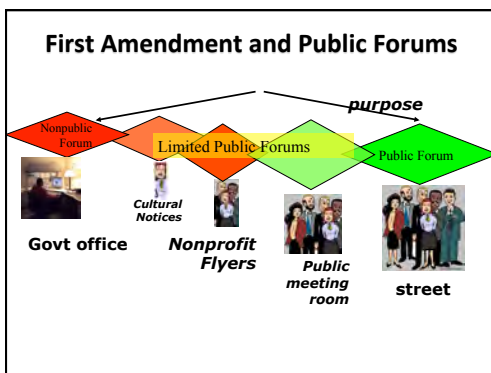 First Amendment and Public Forums
purpose
Nonpublic
Forum
Limited Public Forums
Public Forum
Cultural
Notices
Govt office
Nonprofit
Flyers
Public
meeting
room
street